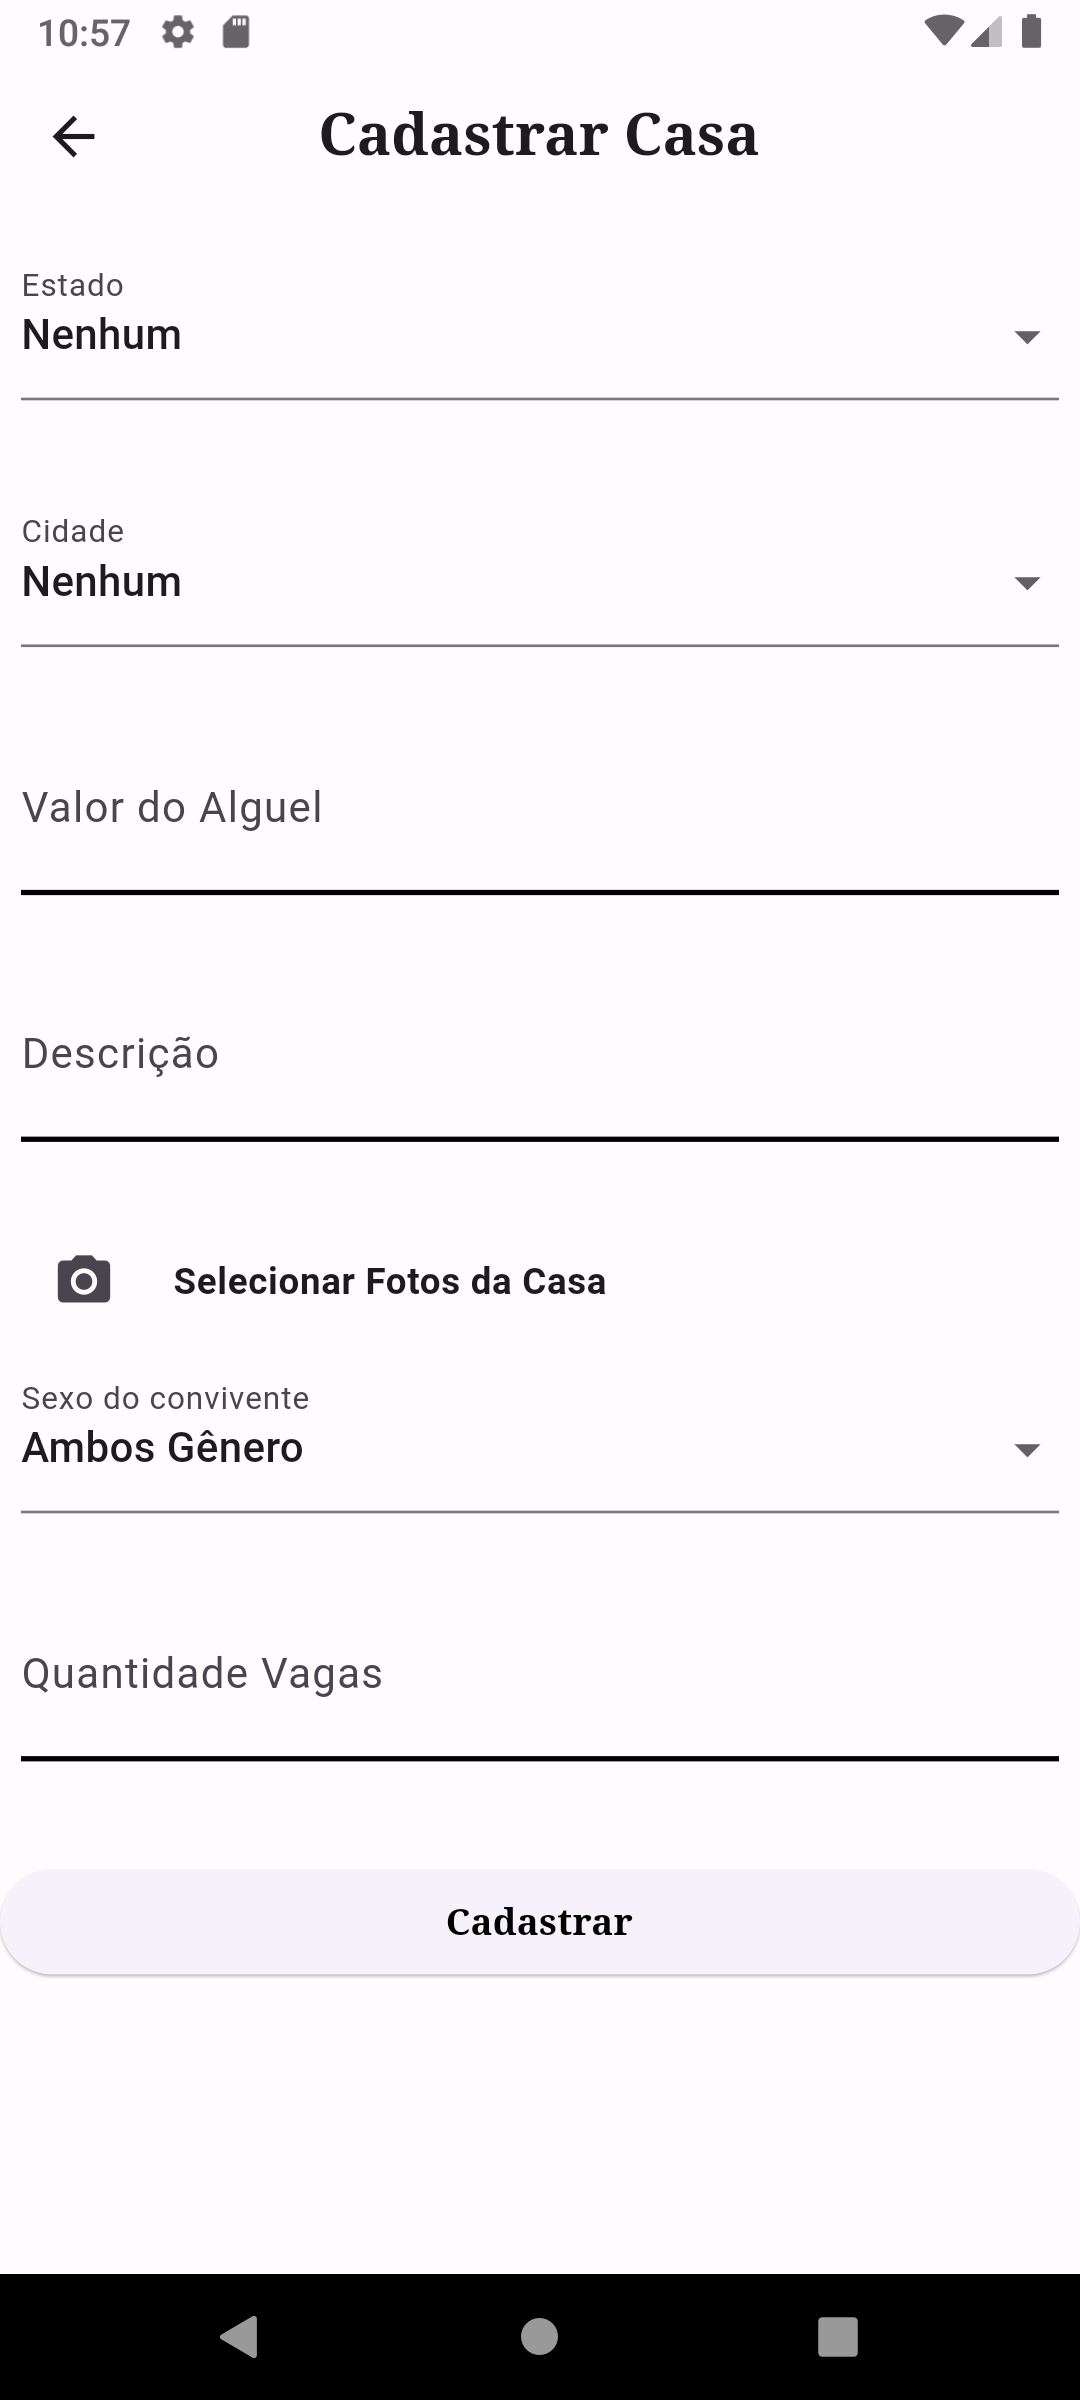 10:57
Cadastrar Casa
Estado
Nenhum
Cidade
Nenhum
Valor do Alguel
Descrição
Selecionar Fotos da Casa
Sexo do convivente
Ambos Gênero
Quantidade Vagas
Cadastrar